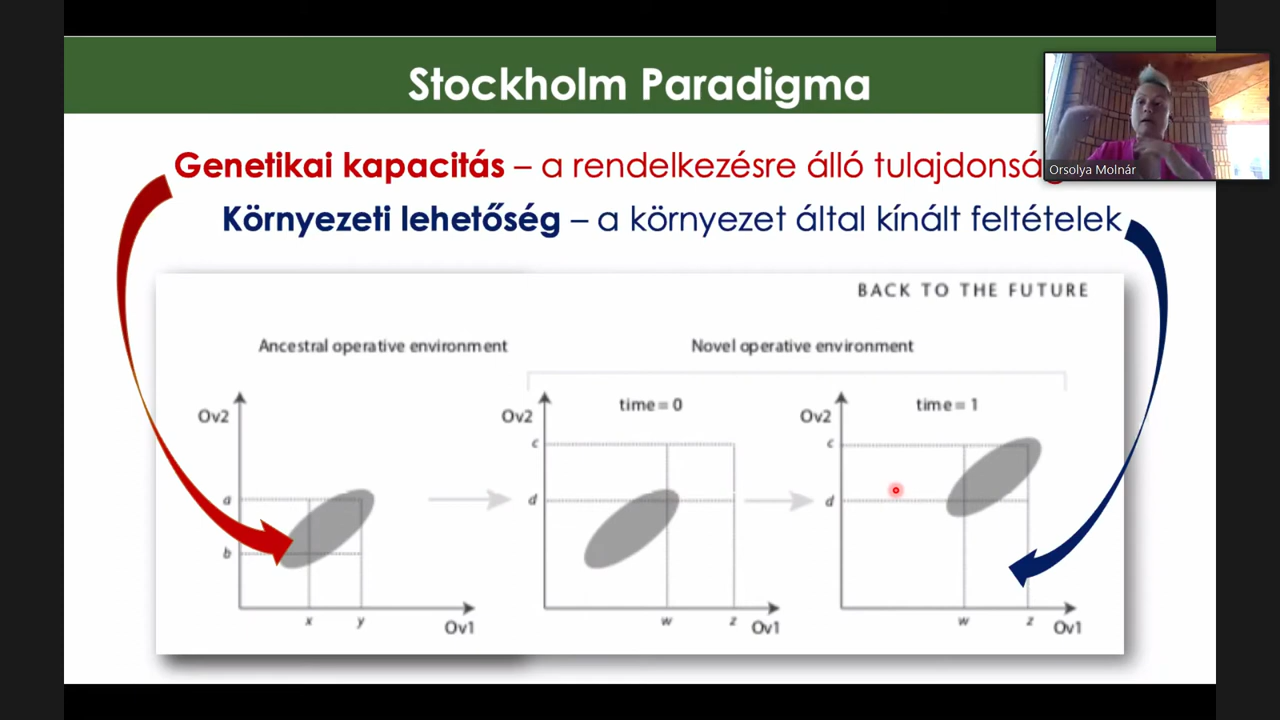 Stockholm Paradigma
Genetikai kapacitás – a rendelkezésre álló
Orsolya Molnár
Környezeti lehetőség – a környezet által kínált feltételek
BACK TO THE FUTURE
Ancestral operative environment
Novel operative environment
Ov2
a
b
x
y
Ov1
time = 0
Ov2
c
d
w
z
Ov1
time = 1
Ov2
c
d
w
z
Ov1